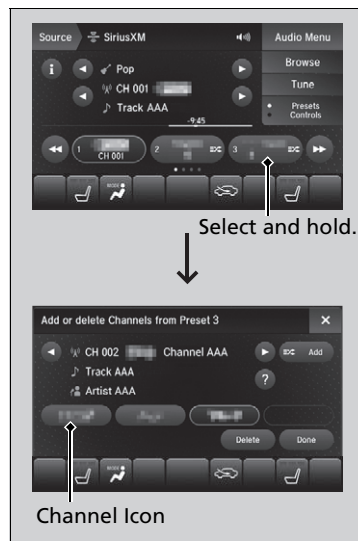 Source SiriusXM Audio Menu
Pop Browse
CH 001 Tune
Track AAA Presets
-9:45 Controls
1 CH 001 2 3
MODE
Select and hold.
Add or delete Channels from Preset 3 ×
CH 002 Channel AAA Add
Track AAA ?
Artist AAA
Delete Done
MODE
Channel Icon